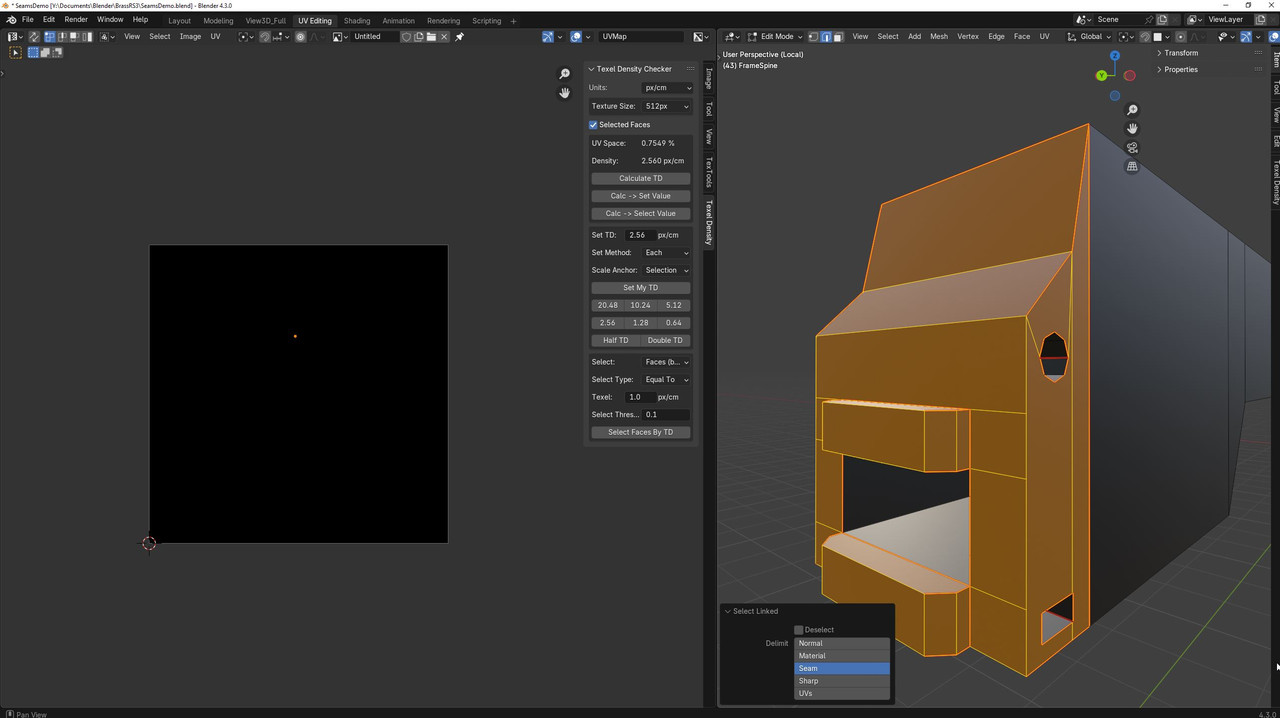 * SeamsDemo [Y:\Documents\Blender\BrassRS3\SeamsDemo.blend] - Blender 4.3.0
File Edit Render Window Help Layout Modeling View3D_Full UV Editing Shading Animation Rendering Scripting + Scene ViewLayer
View Select Image UV Untitled UVMap Edit Mode View Select Add Mesh Vertex Edge Face UV Global
User Perspective (Local)
(43) FrameSpine
Transform
Properties
Z
Y
Item
Tool
View
Edit
Texel Density
Image
Tool
View
TexTools
Texel Density
Texel Density Checker
Units: px/cm
Texture Size: 512px
Selected Faces
UV Space: 0.7549 %
Density: 2.560 px/cm
Calculate TD
Calc -> Set Value
Calc -> Select Value
Set TD: 2.56 px/cm
Set Method: Each
Scale Anchor: Selection
Set My TD
20.48 10.24 5.12
2.56 1.28 0.64
Half TD Double TD
Select: Faces (b...
Select Type: Equal To
Texel: 1.0 px/cm
Select Thres... 0.1
Select Faces By TD
Select Linked
Deselect
Delimit Normal
Material
Seam
Sharp
UVs
Pan View 4.3.0